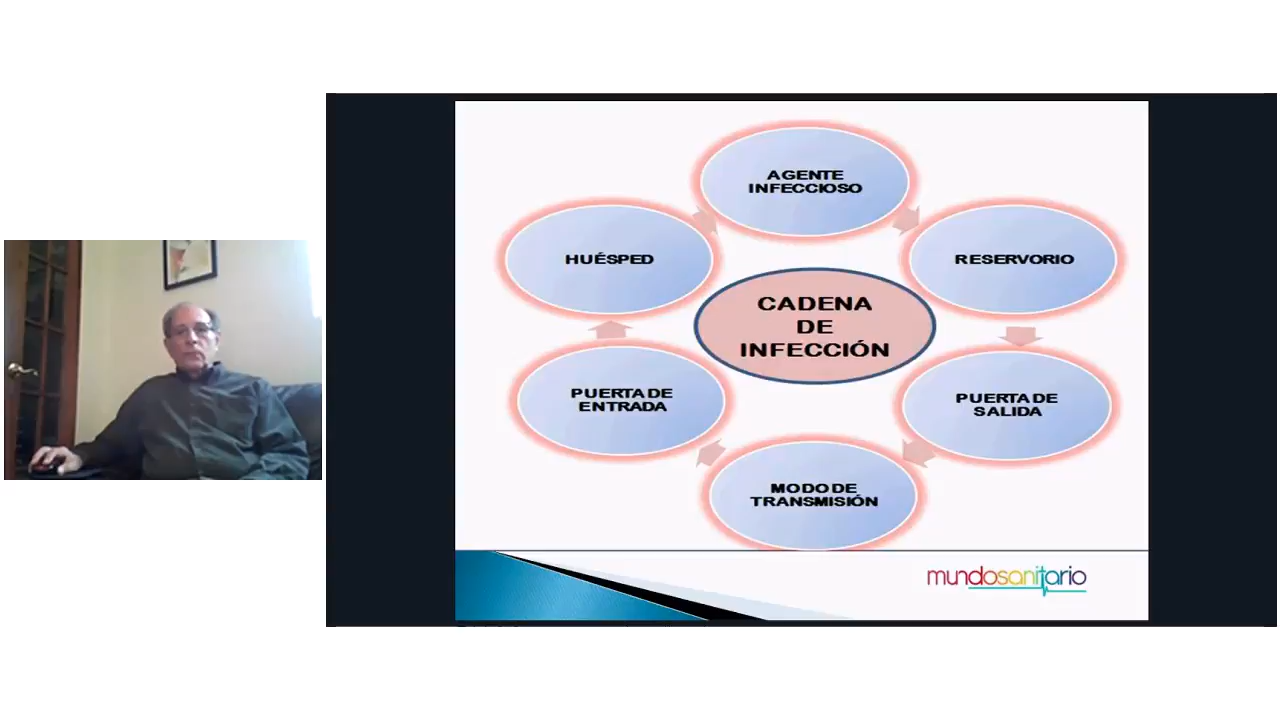 AGENTE
INFECCIOSO
HUÉSPED
RESERVORIO
CADENA
DE
INFECCIÓN
PUERTA DE
ENTRADA
PUERTA DE
SALIDA
MODO DE
TRANSMISIÓN
mundosanitario